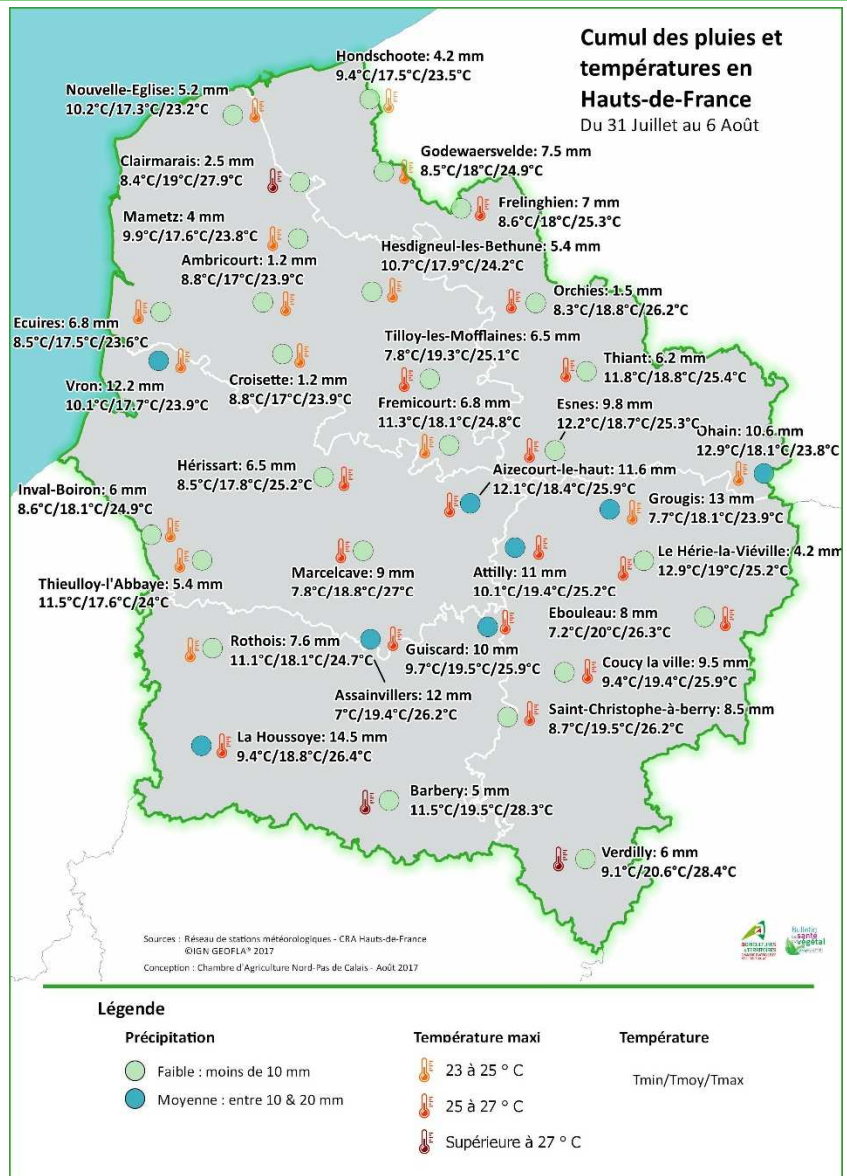 Cumul des pluies et
températures en
Hauts-de-France
Du 31 Juillet au 6 Août
Hondschoote: 4.2 mm
9.4°C/17.5°C/23.5°C
Nouvelle-Eglise: 5.2 mm
10.2°C/17.3°C/23.2°C
Godewaersvelde: 7.5 mm
8.5°C/18°C/24.9°C
Clairmarais: 2.5 mm
8.4°C/19°C/27.9°C
Frelinghien: 7 mm
8.6°C/18°C/25.3°C
Mametz: 4 mm
9.9°C/17.6°C/23.8°C
Hesdigneul-les-Bethune: 5.4 mm
10.7°C/17.9°C/24.2°C
Ambricourt: 1.2 mm
8.8°C/17°C/23.9°C
Orchies: 1.5 mm
8.3°C/18.8°C/26.2°C
Ecuires: 6.8 mm
8.5°C/17.5°C/23.6°C
Tilloy-les-Mofflaines: 6.5 mm
7.8°C/19.3°C/25.1°C
Thiant: 6.2 mm
11.8°C/18.8°C/25.4°C
Vron: 12.2 mm
10.1°C/17.7°C/23.9°C
Croisette: 1.2 mm
8.8°C/17°C/23.9°C
Fremicourt: 6.8 mm
11.3°C/18.1°C/24.8°C
Esnes: 9.8 mm
12.2°C/18.7°C/25.3°C
Ohain: 10.6 mm
12.9°C/18.1°C/23.8°C
Hérissart: 6.5 mm
8.5°C/17.8°C/25.2°C
Aizecourt-le-haut: 11.6 mm
12.1°C/18.4°C/25.9°C
Inval-Boiron: 6 mm
8.6°C/18.1°C/24.9°C
Grougis: 13 mm
7.7°C/18.1°C/23.9°C
Le Hérie-la-Viéville: 4.2 mm
12.9°C/19°C/25.2°C
Thieulloy-l'Abbaye: 5.4 mm
11.5°C/17.6°C/24°C
Marcelcave: 9 mm
7.8°C/18.8°C/27°C
Attilly: 11 mm
10.1°C/19.4°C/25.2°C
Ebouleau: 8 mm
7.2°C/20°C/26.3°C
Rothois: 7.6 mm
11.1°C/18.1°C/24.7°C
Guiscard: 10 mm
9.7°C/19.5°C/25.9°C
Coucy la ville: 9.5 mm
9.4°C/19.4°C/25.9°C
Assainvillers: 12 mm
7°C/19.4°C/26.2°C
Saint-Christophe-à-berry: 8.5 mm
8.7°C/19.5°C/26.2°C
La Houssoye: 14.5 mm
9.4°C/18.8°C/26.4°C
Barbery: 5 mm
11.5°C/19.5°C/28.3°C
Verdilly: 6 mm
9.1°C/20.6°C/28.4°C
Sources : Réseau de stations météorologiques - CRA Hauts-de-France
©IGN GEOFLA® 2017
Conception : Chambre d'Agriculture Nord-Pas de Calais - Août 2017
AGRICULTURES
& TERRITOIRES
Bulletin
santé
végétal
Légende
Précipitation
Faible : moins de 10 mm
Moyenne : entre 10 & 20 mm
Température maxi
23 à 25 ° C
25 à 27 ° C
Supérieure à 27 ° C
Température
Tmin/Tmoy/Tmax